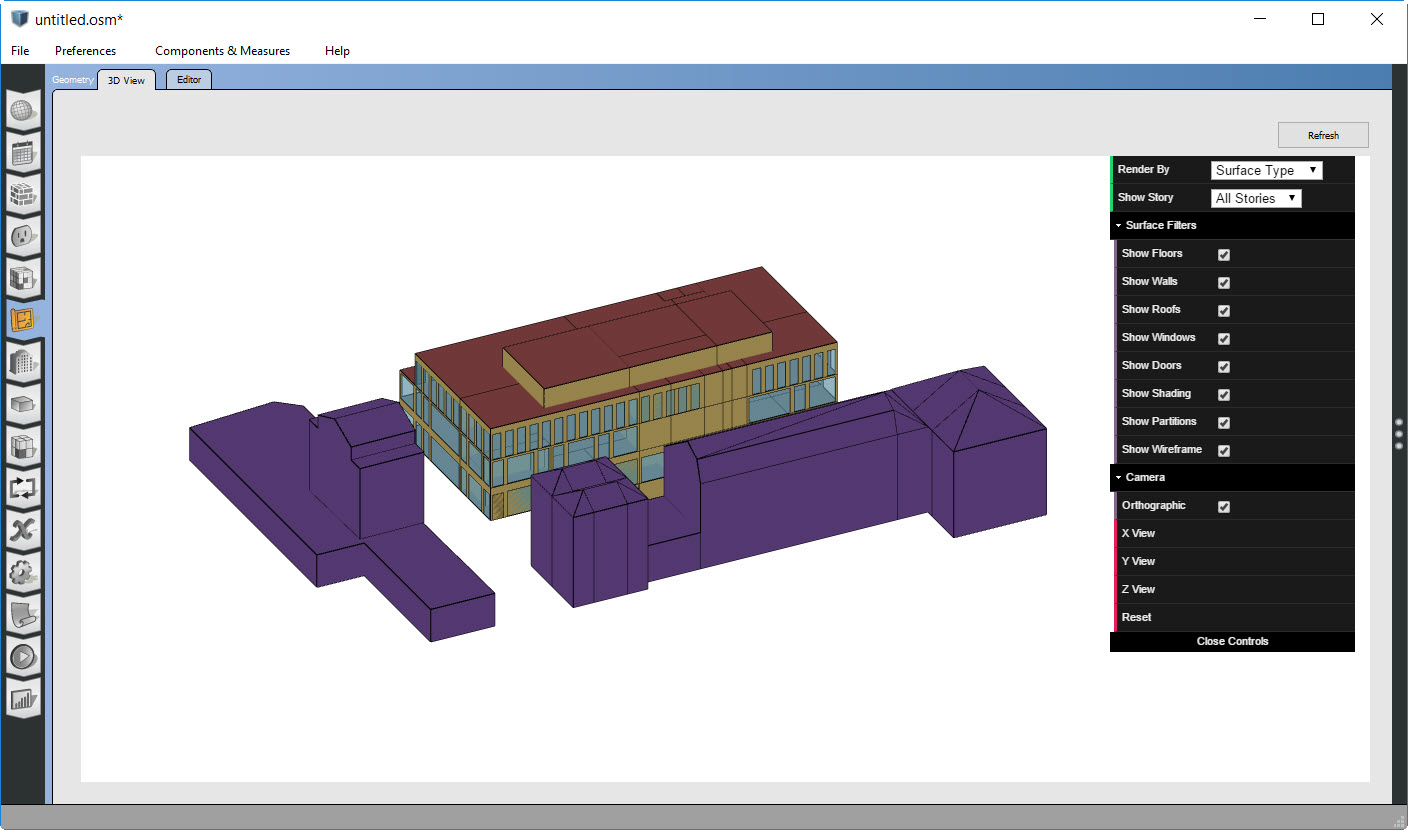 untitled.osm*
File Preferences Components & Measures Help
Geometry 3D View Editor
Refresh
Render By Surface Type
Show Story All Stories
Surface Filters
Show Floors
Show Walls
Show Roofs
Show Windows
Show Doors
Show Shading
Show Partitions
Show Wireframe
Camera
Orthographic
X View
Y View
Z View
Reset
Close Controls